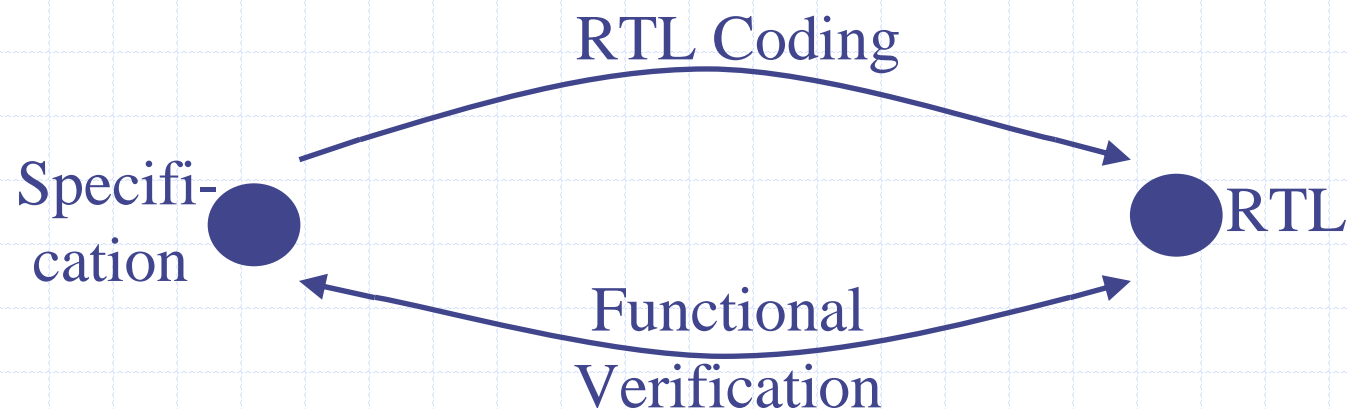 RTL Coding
Specifi-
cation
RTL
Functional
Verification